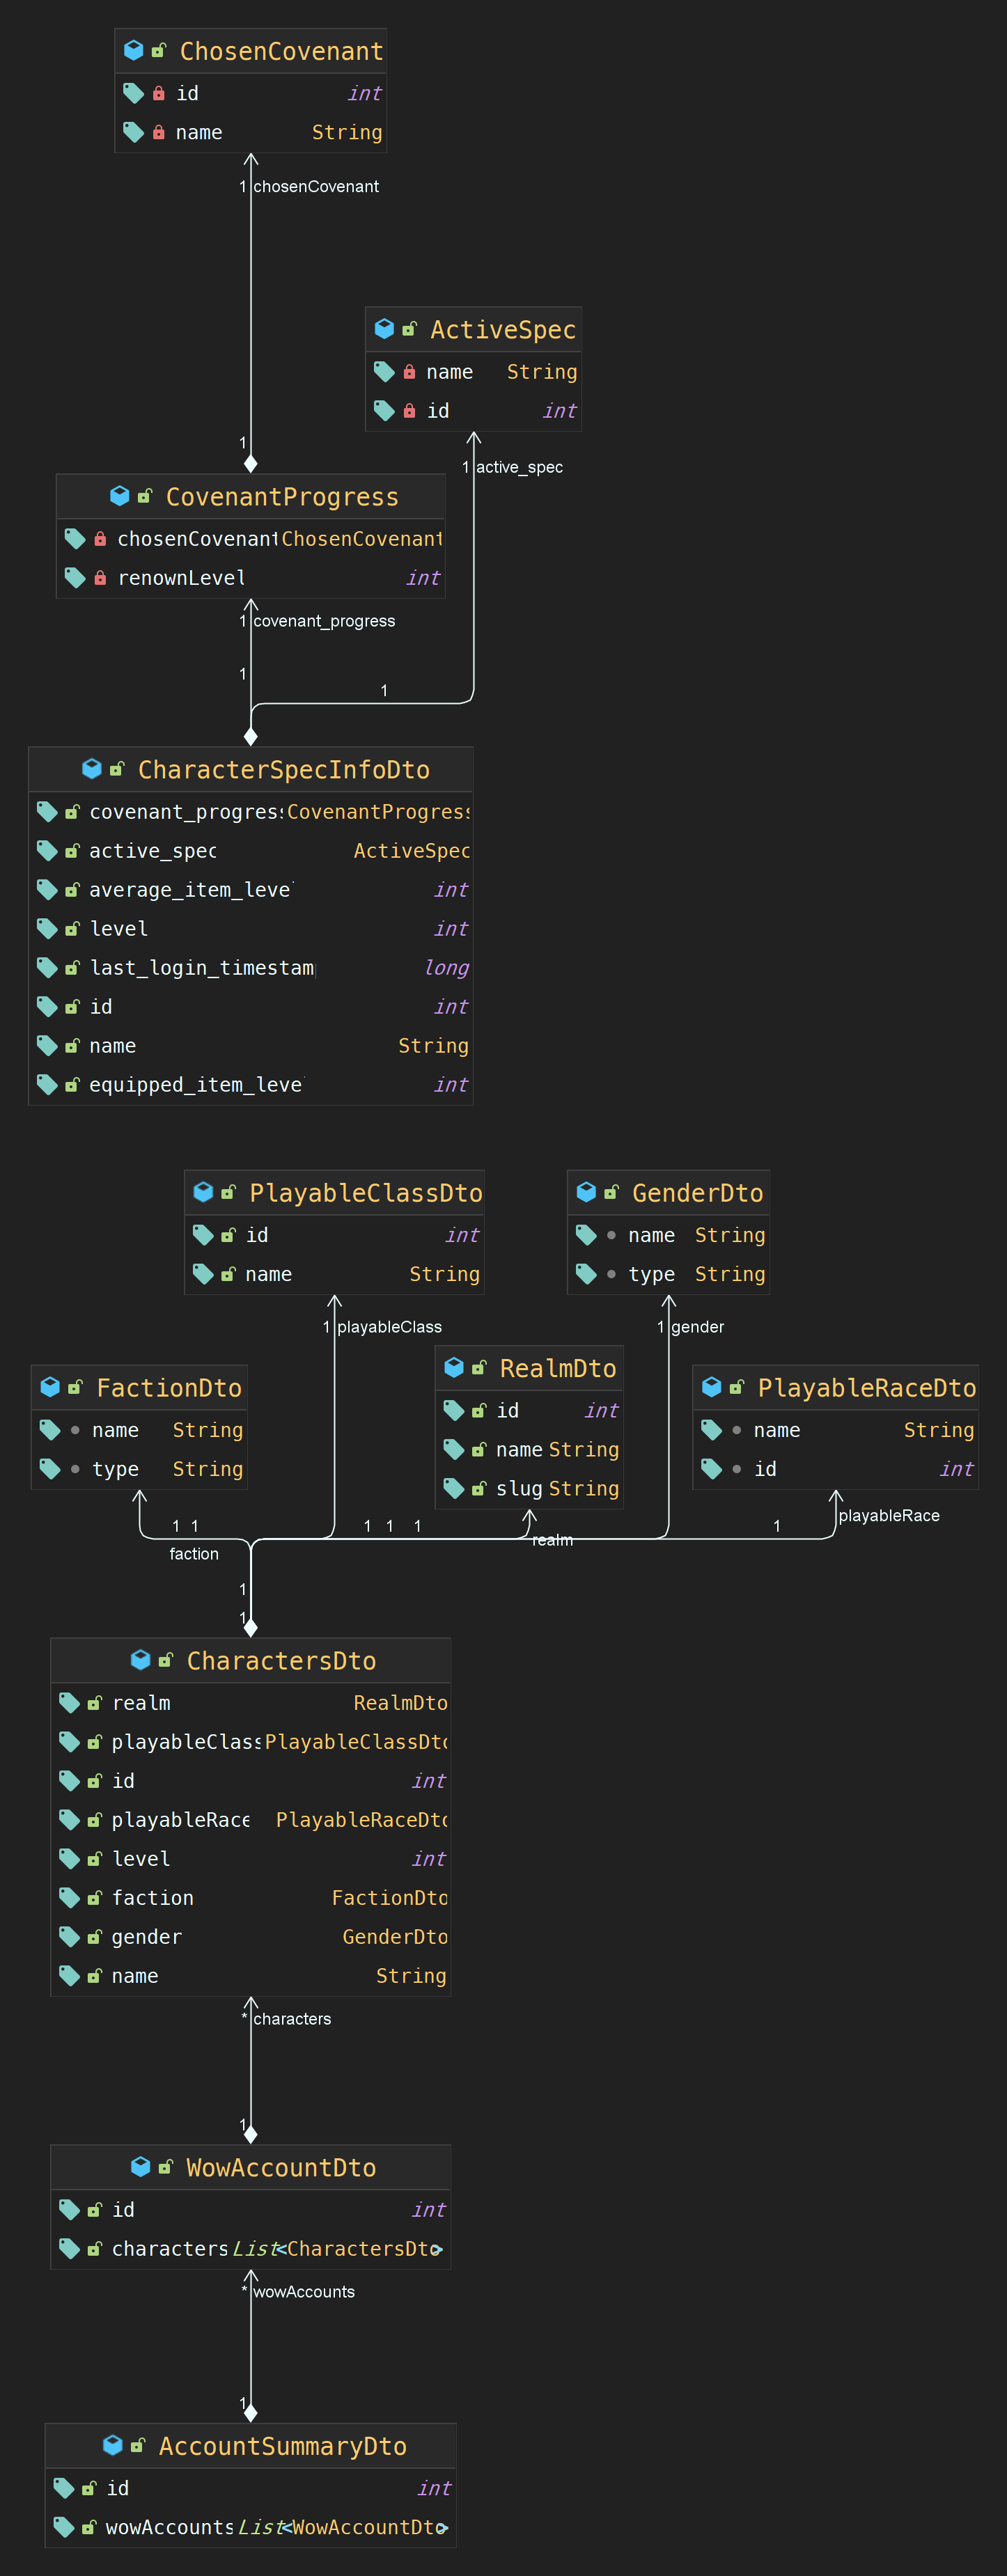 ChosenCovenant
id int
name String
1 chosenCovenant
1
ActiveSpec
name String
id int
1 active_spec
CovenantProgress
chosenCovenant ChosenCovenant
renownLevel int
1 covenant_progress
1
1
CharacterSpecInfoDto
covenant_progress CovenantProgress
active_spec ActiveSpec
average_item_level int
level int
last_login_timestam long
id int
name String
equipped_item_level int
PlayableClassDto
id int
name String
1 playableClass
GenderDto
name String
type String
1 gender
FactionDto
name String
type String
RealmDto
id int
name String
slug String
PlayableRaceDto
name String
id int
playableRace
1 1 1 1 1 1
faction
realm
1
1
CharactersDto
realm RealmDto
playableClass PlayableClassDto
id int
playableRace PlayableRaceDto
level int
faction FactionDto
gender GenderDto
name String
* characters
1
WowAccountDto
id int
characters List<CharactersDto>
* wowAccounts
1
AccountSummaryDto
id int
wowAccounts List<WowAccountDto>